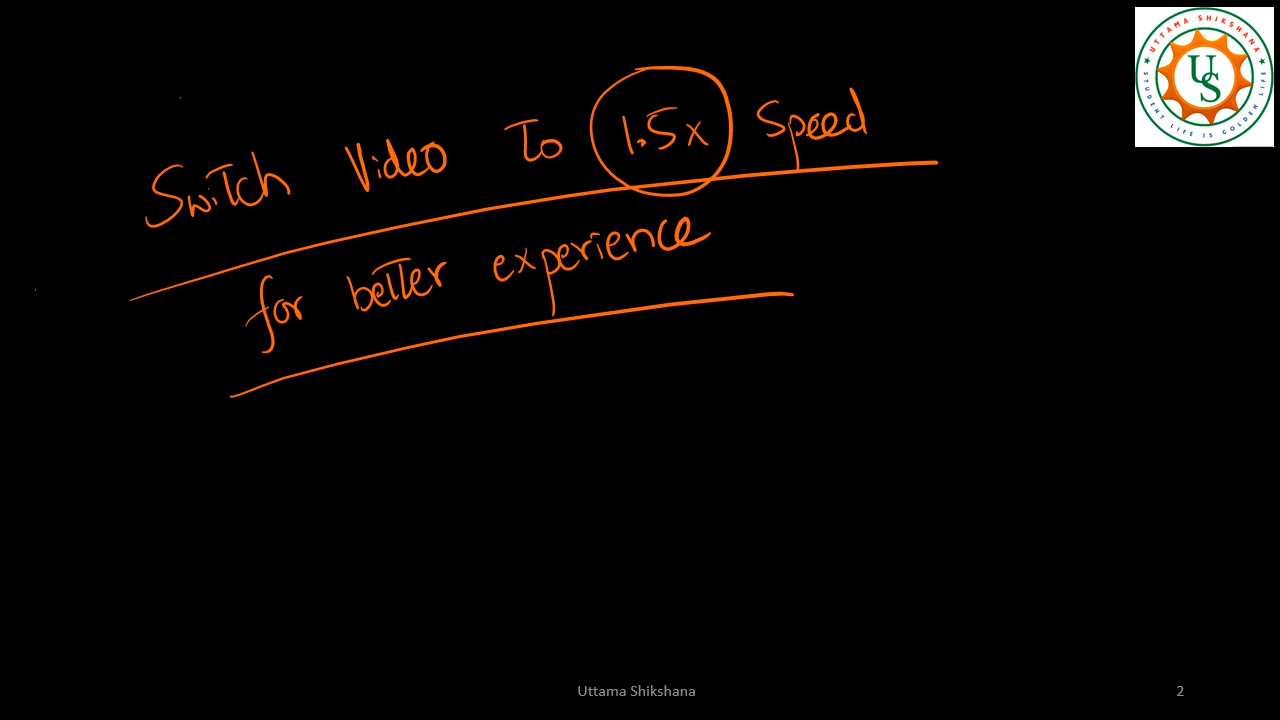 UTTAMA SHIKSHANA
US
STUDENT LIFE IS GOLDEN LIFE
Switch Video To 1.5x Speed
for better experience
Uttama Shikshana
2